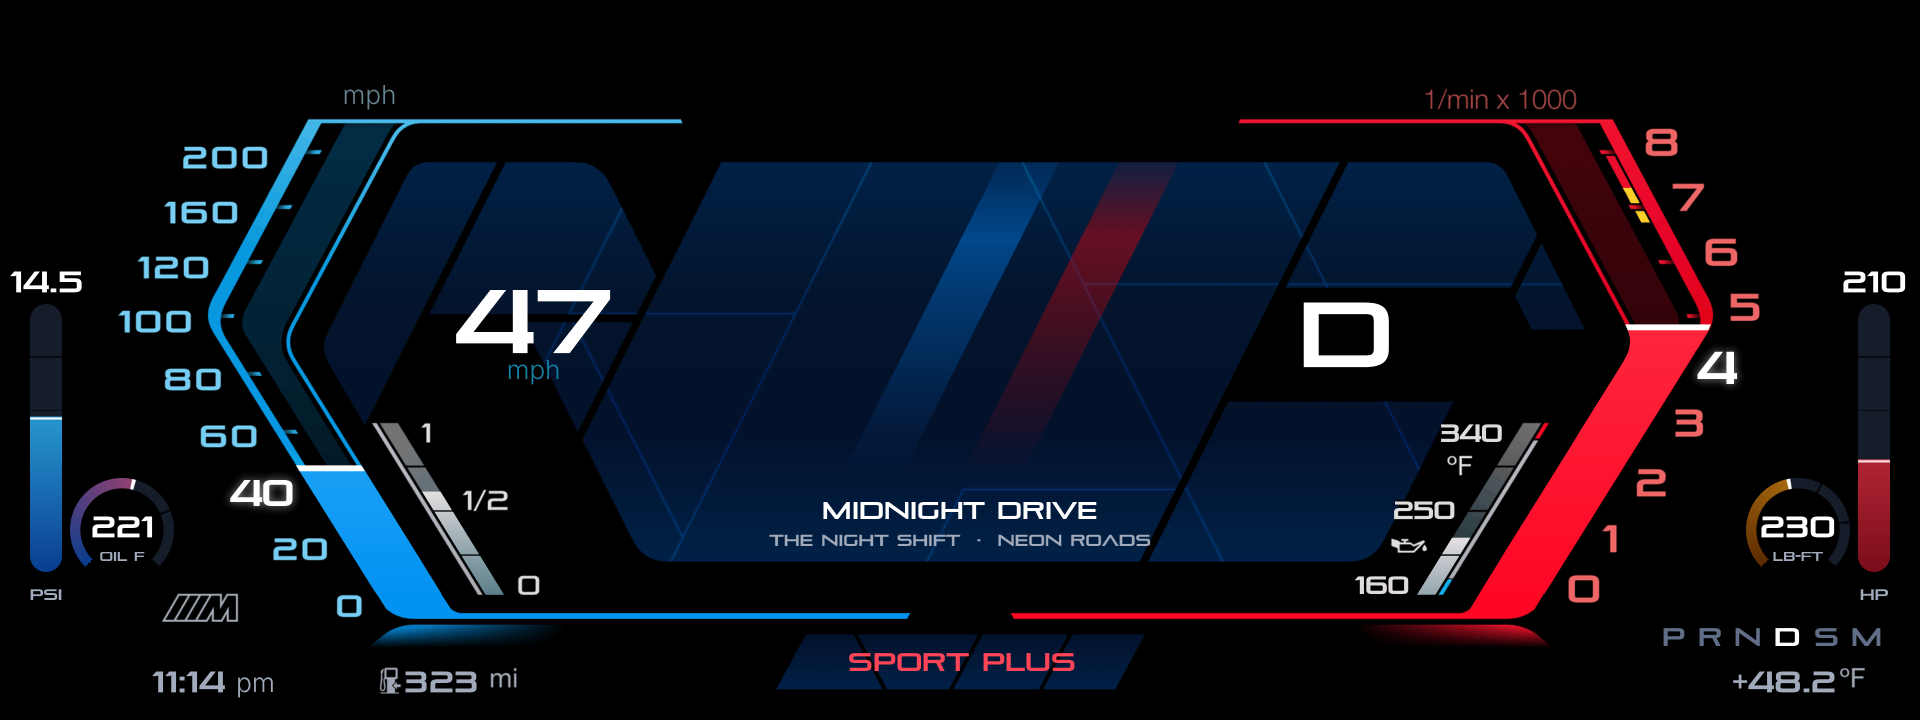 mph
1/min x 1000
200
160
120
100
80
60
40
20
0
14.5
PSI
221
OIL F
M
11:14 pm
323 mi
47
mph
1
1/2
0
MIDNIGHT DRIVE
THE NIGHT SHIFT · NEON ROADS
SPORT PLUS
D
340
°F
250
160
8
7
6
5
4
3
2
1
0
210
HP
230
LB-FT
P R N D S M
+48.2°F